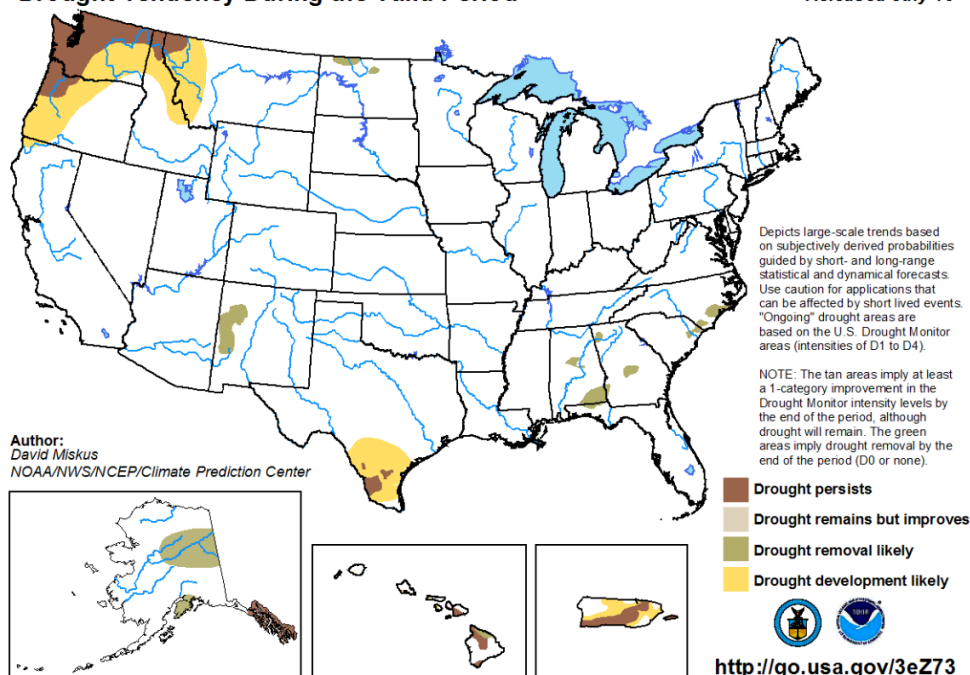 Depicts large-scale trends based
on subjectively derived probabilities
guided by short- and long-range
statistical and dynamical forecasts.
Use caution for applications that
can be affected by short lived events.
"Ongoing" drought areas are
based on the U.S. Drought Monitor
areas (intensities of D1 to D4).
NOTE: The tan areas imply at least
a 1-category improvement in the
Drought Monitor intensity levels by
the end of the period, although
drought will remain. The green
areas imply drought removal by the
end of the period (D0 or none).
Author:
David Miskus
NOAA/NWS/NCEP/Climate Prediction Center
Drought persists
Drought remains but improves
Drought removal likely
Drought development likely
http://go.usa.gov/3eZ73